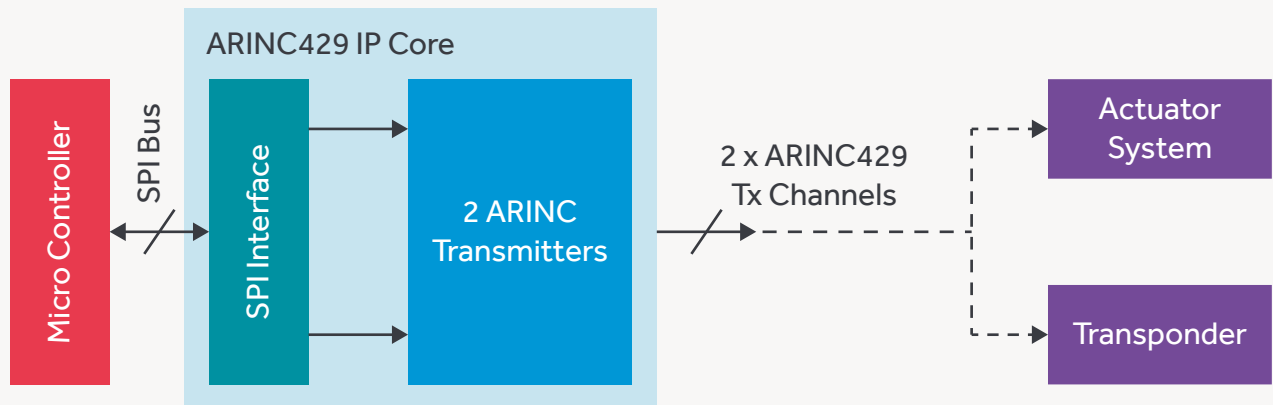 ARINC429 IP Core
Micro Controller
SPI Bus
SPI Interface
2 ARINC
Transmitters
2 x ARINC429
Tx Channels
Actuator
System
Transponder